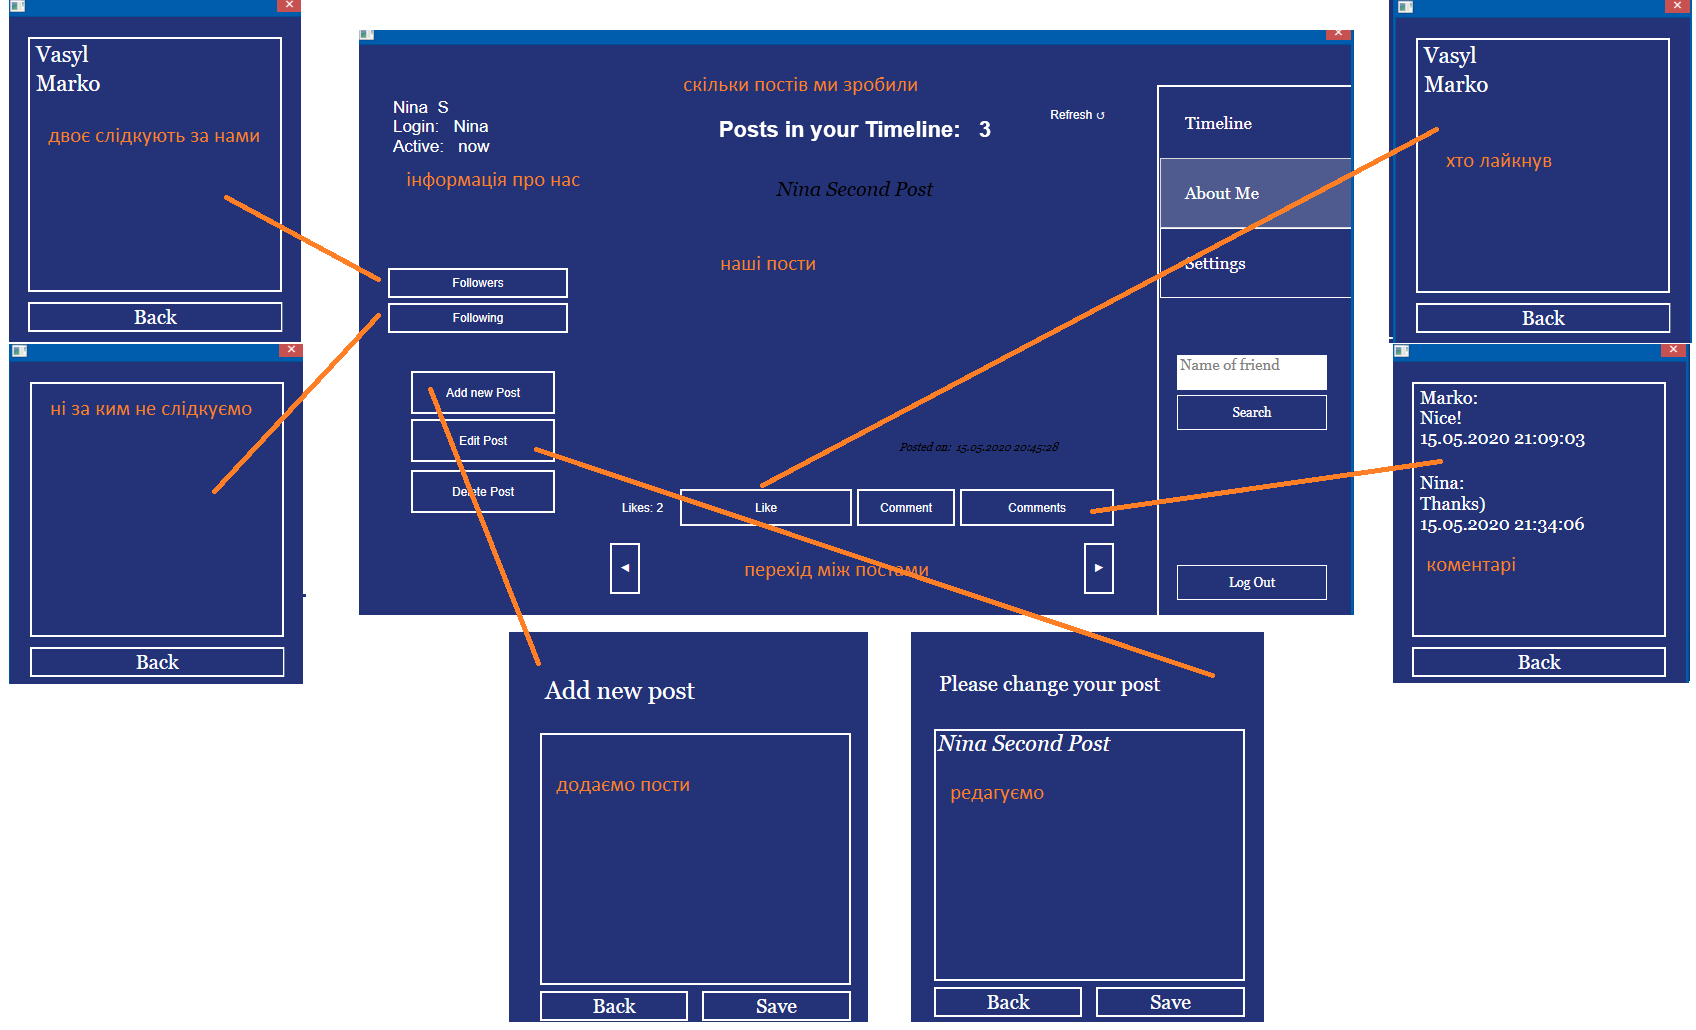 Vasyl
Marko
двоє слідкують за нами
Back
ні за ким не слідкуємо
Back
скільки постів ми зробили
Nina S
Login: Nina
Active: now
інформація про нас
Posts in your Timeline: 3
Refresh ↺
Nina Second Post
наші пости
Followers
Following
Add new Post
Edit Post
Delete Post
Posted on: 15.05.2020 20:45:28
Likes: 2
Like
Comment
Comments
◄
перехід між постами
►
Timeline
About Me
Settings
Name of friend
Search
Log Out
Vasyl
Marko
хто лайкнув
Back
Marko:
Nice!
15.05.2020 21:09:03
Nina:
Thanks)
15.05.2020 21:34:06
коментарі
Back
Add new post
додаємо пости
Back
Save
Please change your post
Nina Second Post
редагуємо
Back
Save